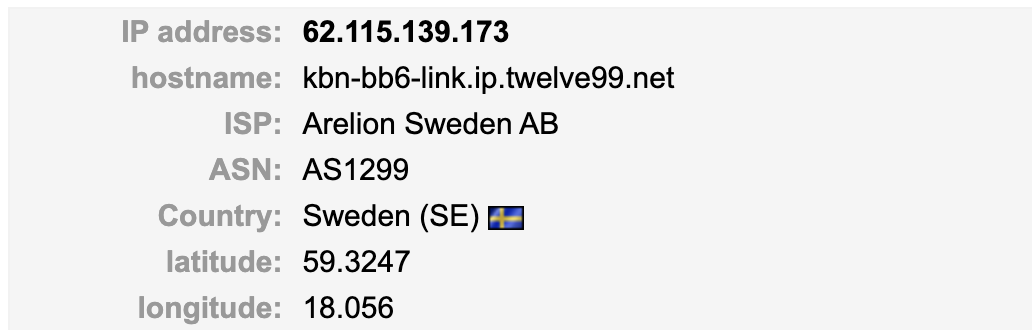 IP address: 62.115.139.173
hostname: kbn-bb6-link.ip.twelve99.net
ISP: Arelion Sweden AB
ASN: AS1299
Country: Sweden (SE)
latitude: 59.3247
longitude: 18.056